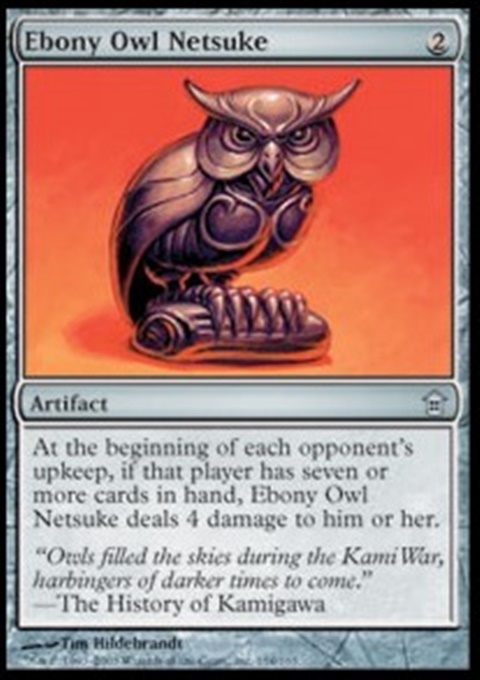 Ebony Owl Netsuke 2
Artifact
At the beginning of each opponent's
upkeep, if that player has seven or
more cards in hand, Ebony Owl
Netsuke deals 4 damage to him or her.
"Owls filled the skies during the Kami War,
harbingers of darker times to come."
—The History of Kamigawa
Tim Hildebrandt